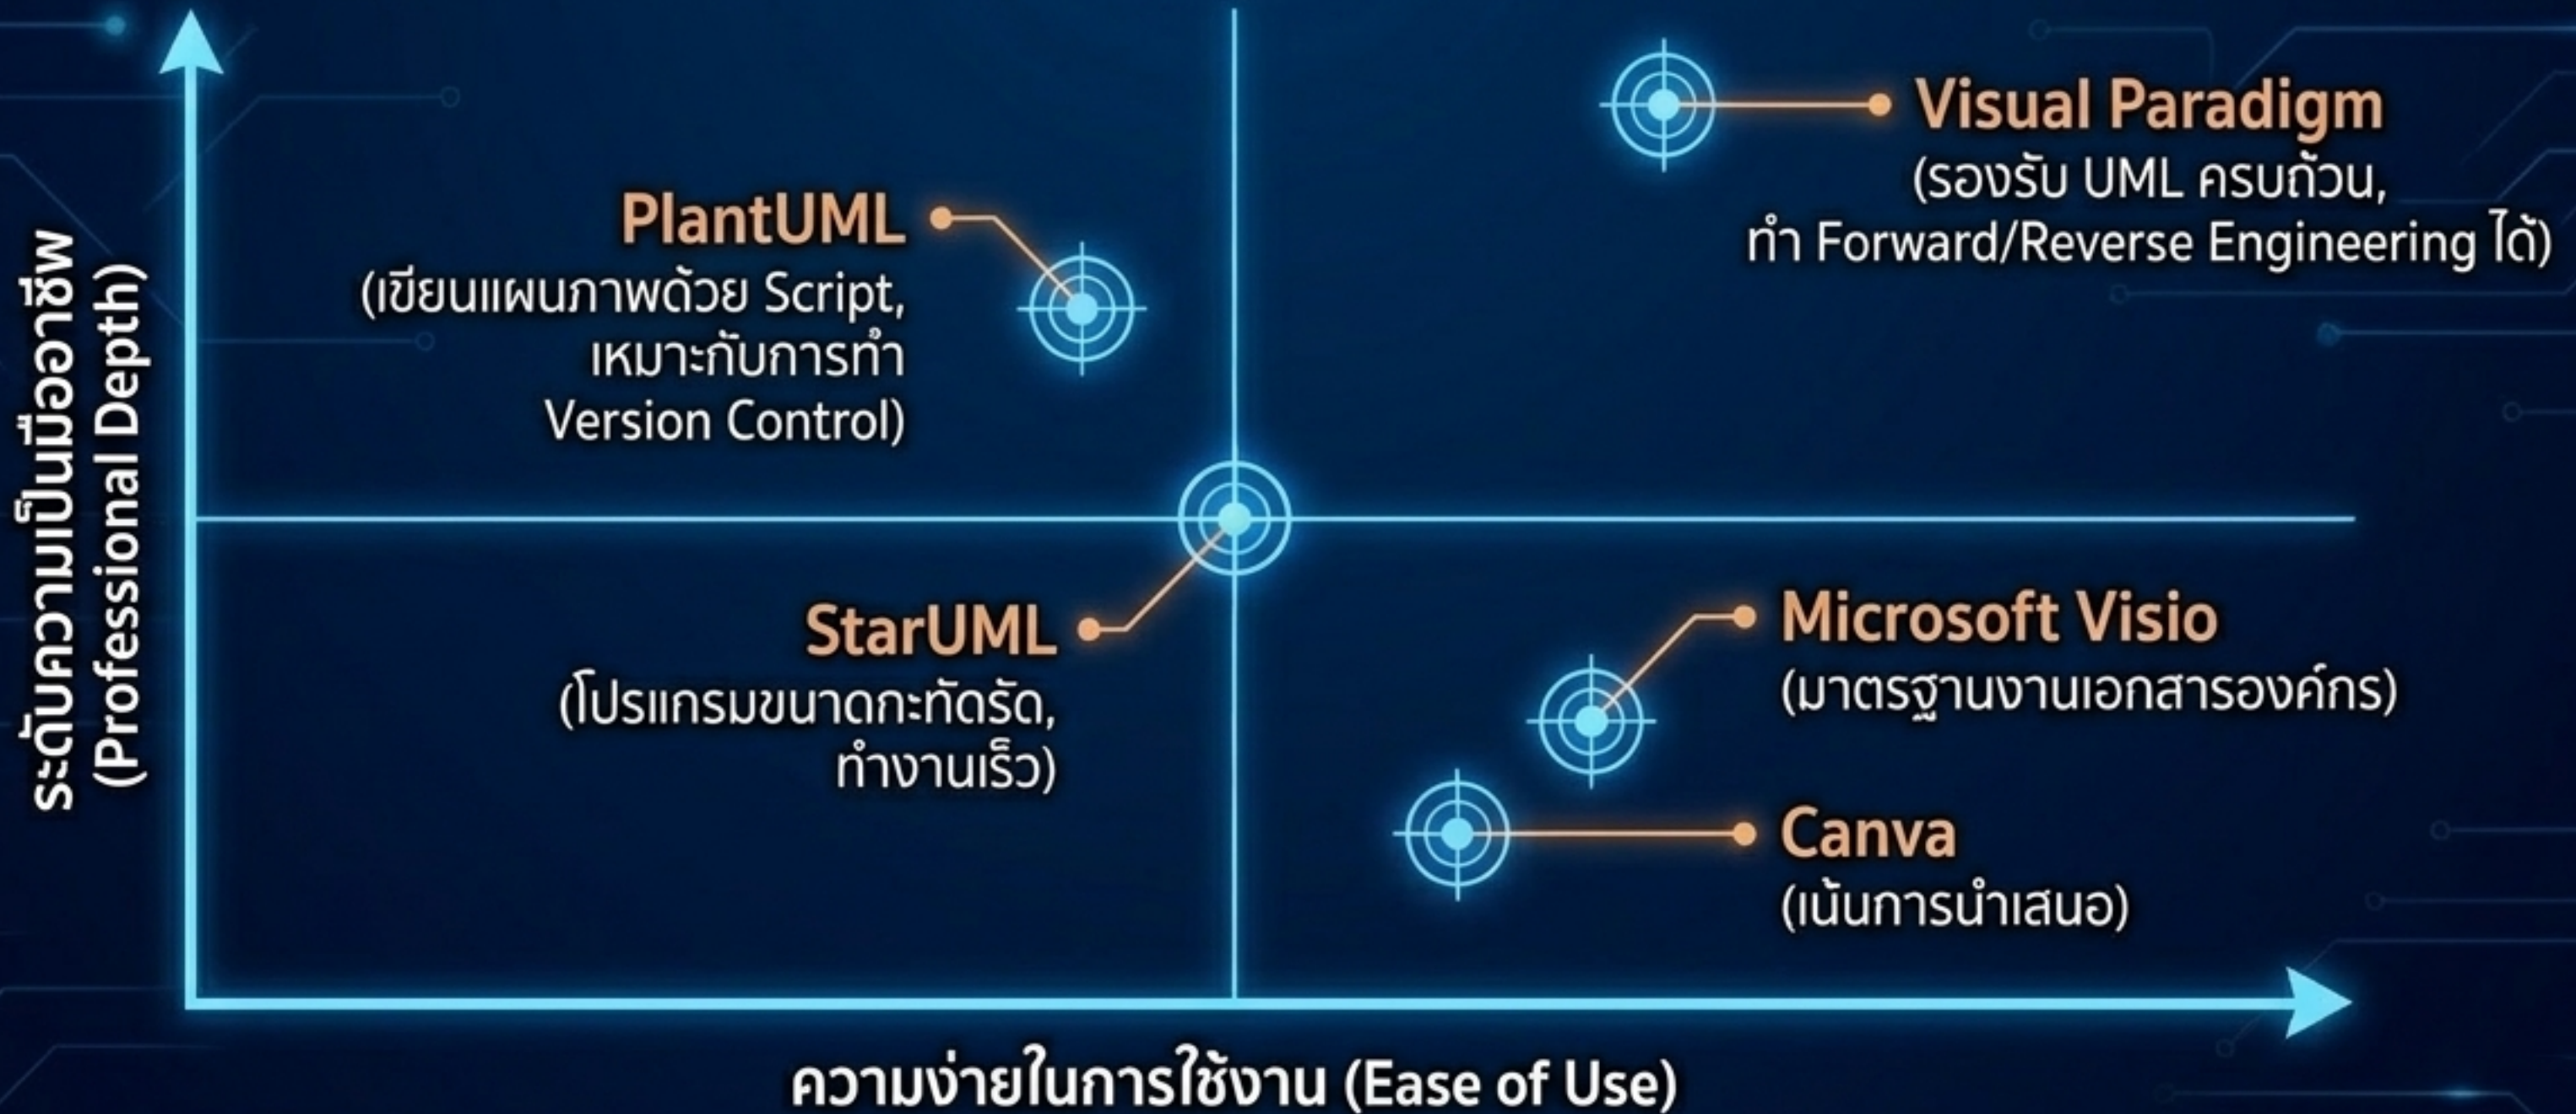 ระดับความเป็นมืออาชีพ
(Professional Depth)
PlantUML
(เขียนแผนภาพด้วย Script,
เหมาะกับการทำ
Version Control)
Visual Paradigm
(รองรับ UML ครบถ้วน,
ทำ Forward/Reverse Engineering ได้)
StarUML
(โปรแกรมขนาดกะทัดรัด,
ทำงานเร็ว)
Microsoft Visio
(มาตรฐานงานเอกสารองค์กร)
Canva
(เน้นการนำเสนอ)
ความง่ายในการใช้งาน (Ease of Use)